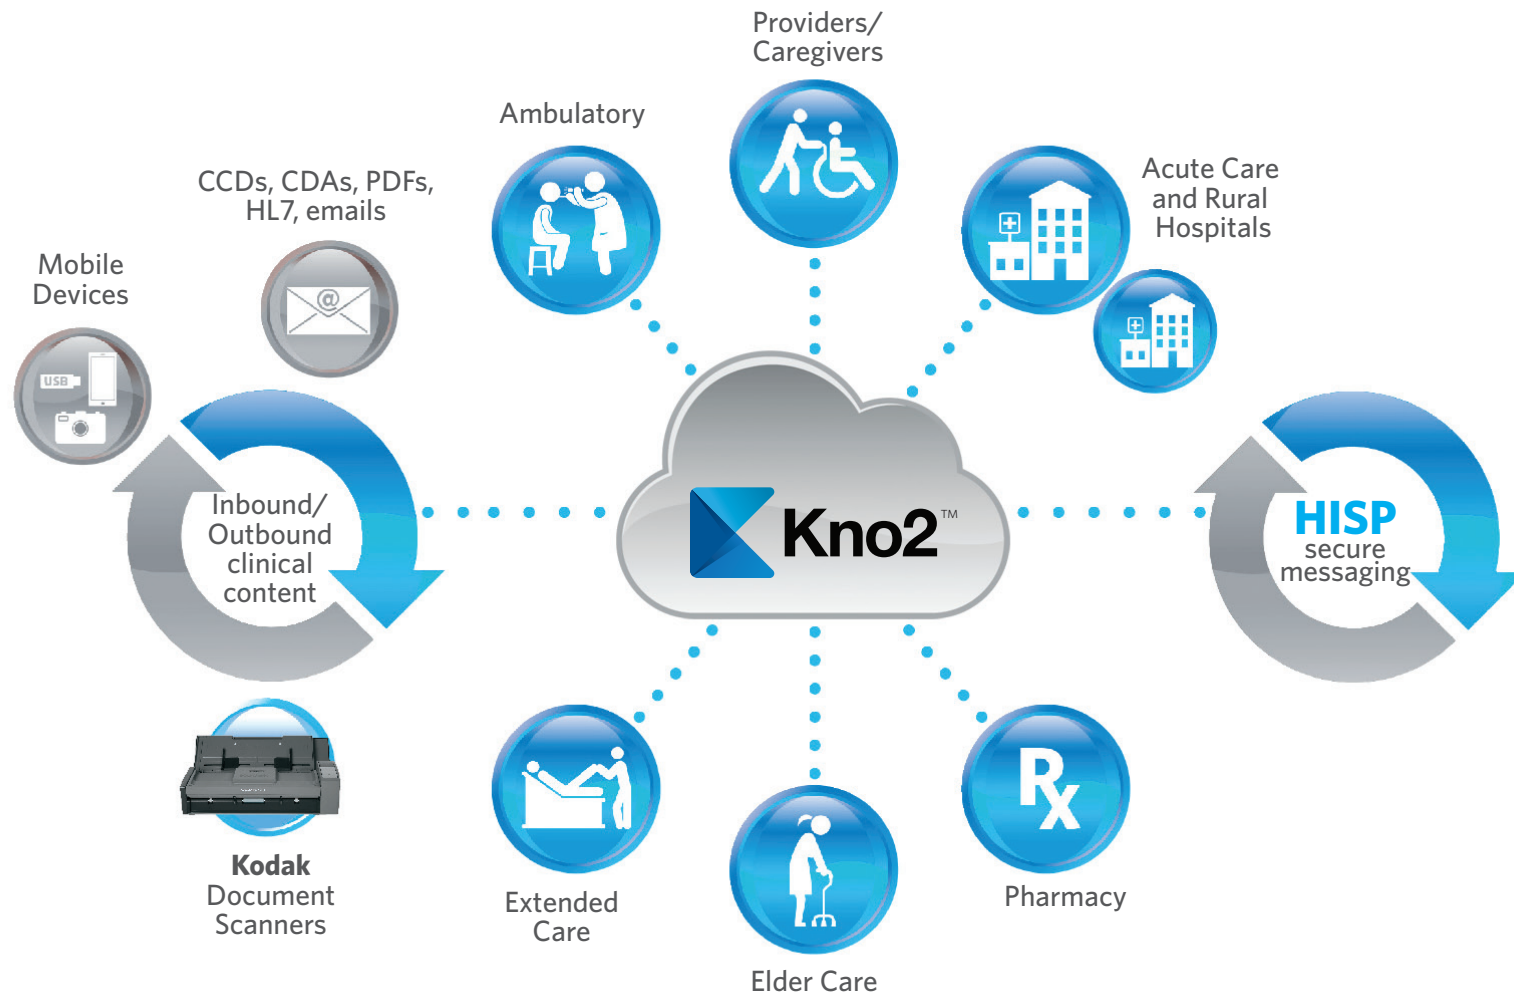 Providers/
Caregivers
Ambulatory
Acute Care
and Rural
Hospitals
CCDs, CDAs, PDFs,
HL7, emails
@
Mobile
Devices
USB
Inbound/
Outbound
clinical
content
Kno2™
HISP
secure
messaging
Kodak
Document
Scanners
Extended
Care
Elder Care
Rx
Pharmacy